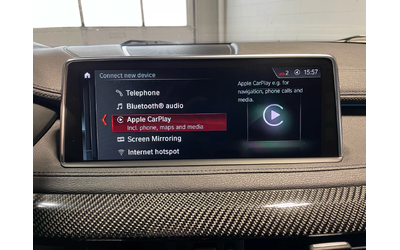 Connect new device
2
15:57
Telephone
Bluetooth® audio
Apple CarPlay
Incl. phone, maps and media
Screen Mirroring
Internet hotspot
Apple CarPlay e.g. for
navigation, phone calls and
media.